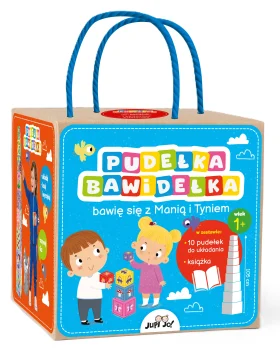 PUDEŁKA
BAWIDEŁKA
bawię się z Manią i Tyniem
wiek
1+
w zestawie:
• 10 pudełek
do układania
• książka
JUPI JO!